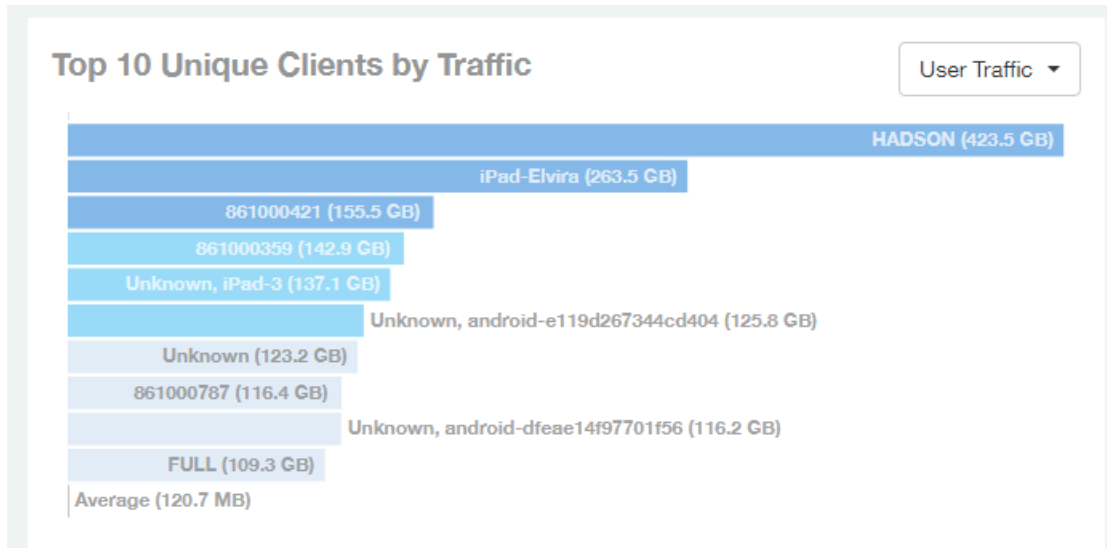 Top 10 Unique Clients by Traffic
User Traffic
HADSON (423.5 GB)
iPad-Elvira (263.5 GB)
861000421 (155.5 GB)
861000359 (142.9 GB)
Unknown, iPad-3 (137.1 GB)
Unknown, android-e119d267344cd404 (125.8 GB)
Unknown (123.2 GB)
861000787 (116.4 GB)
Unknown, android-dfeae14f97701f56 (116.2 GB)
FULL (109.3 GB)
Average (120.7 MB)